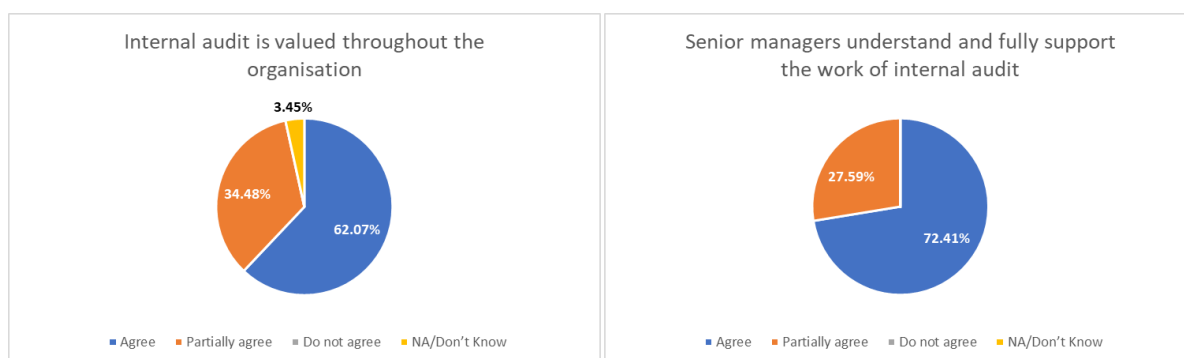 Internal audit is valued throughout the
organisation
3.45%
34.48%
62.07%
Agree Partially agree Do not agree NA/Don't Know
Senior managers understand and fully support
the work of internal audit
27.59%
72.41%
Agree Partially agree Do not agree NA/Don't Know